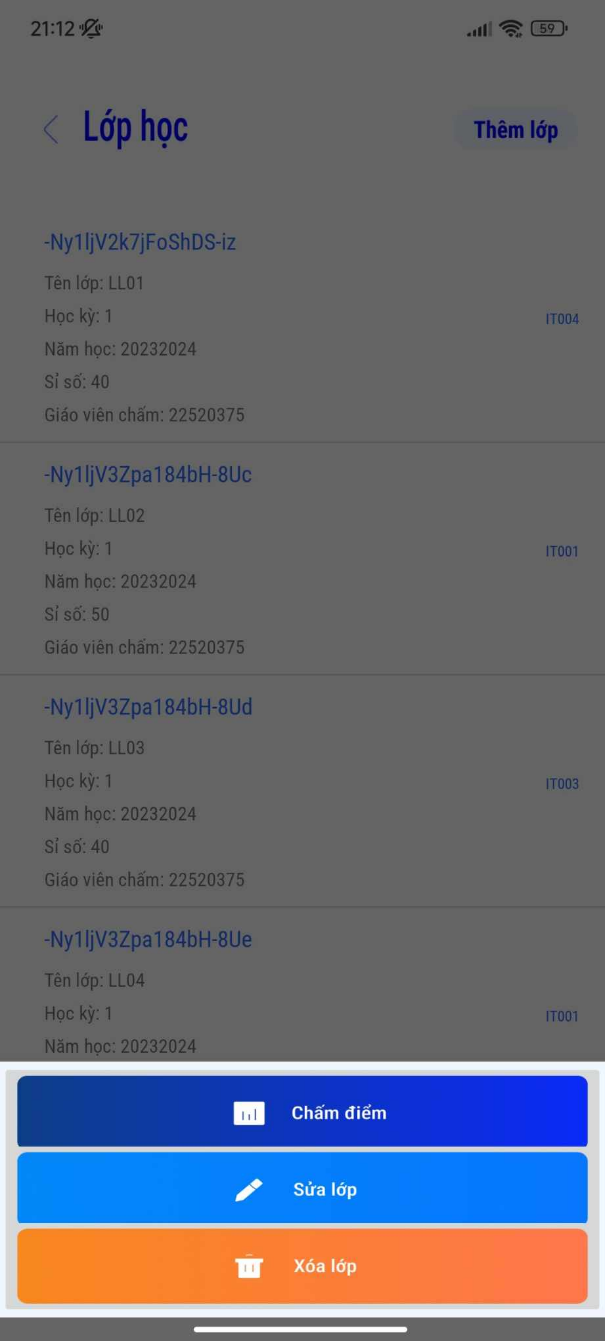 21:12
59
Lớp học
Thêm lớp
-Ny1ljV2k7jFoShDS-iz
Tên lớp: LL01
Học kỳ: 1
IT004
Năm học: 20232024
Sỉ số: 40
Giáo viên chấm: 22520375
-Ny1ljV3Zpa184bH-8Uc
Tên lớp: LL02
Học kỳ: 1
IT001
Năm học: 20232024
Sỉ số: 50
Giáo viên chấm: 22520375
-Ny1ljV3Zpa184bH-8Ud
Tên lớp: LL03
Học kỳ: 1
IT003
Năm học: 20232024
Sỉ số: 40
Giáo viên chấm: 22520375
-Ny1ljV3Zpa184bH-8Ue
Tên lớp: LL04
Học kỳ: 1
IT001
Năm học: 20232024
Chấm điểm
Sửa lớp
Xóa lớp